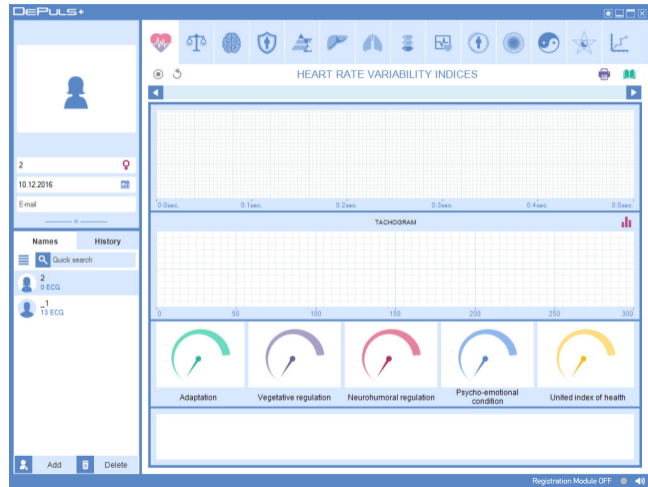 DEPULS+
HEART RATE VARIABILITY INDICES
2
10.12.2016
E-mail
Names History
Quick search
2
0 ECG
_1
13 ECG
Add Delete
0.0sec. 0.1sec. 0.2sec. 0.3sec. 0.4sec. 0.5sec.
TACHOGRAM
0 50 100 150 200 250 300
Adaptation
Vegetative regulation
Neurohumoral regulation
Psycho-emotional
condition
United index of health
Registration Module OFF